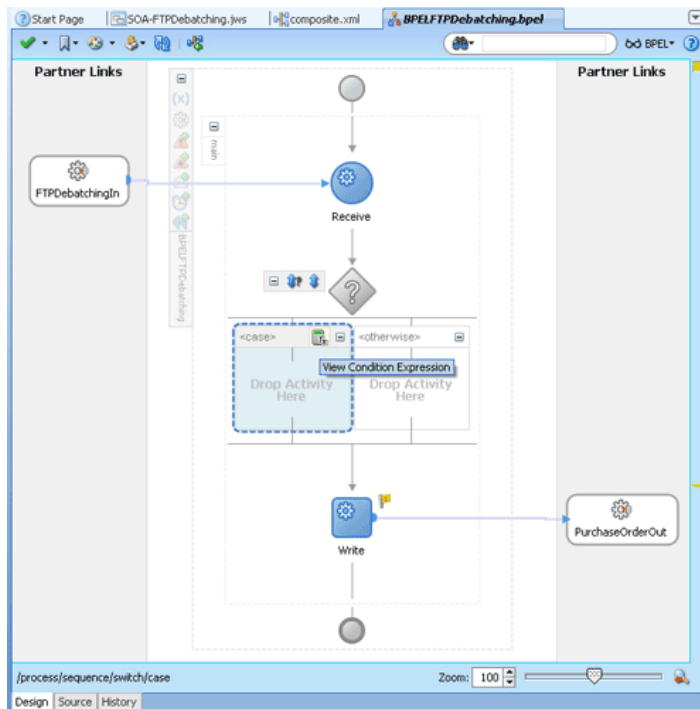 Start Page
SOA-FTPDebatching.jws
composite.xml
BPELFTPDebatching.bpel
BPEL
Partner Links
Partner Links
(x)
main
FTPDebatchingIn
Receive
BPELFTPDebatching
<case>
<otherwise>
View Condition Expression
Drop Activity
Here
Drop Activity
Here
Write
PurchaseOrderOut
/process/sequence/switch/case
Zoom: 100
Design Source History